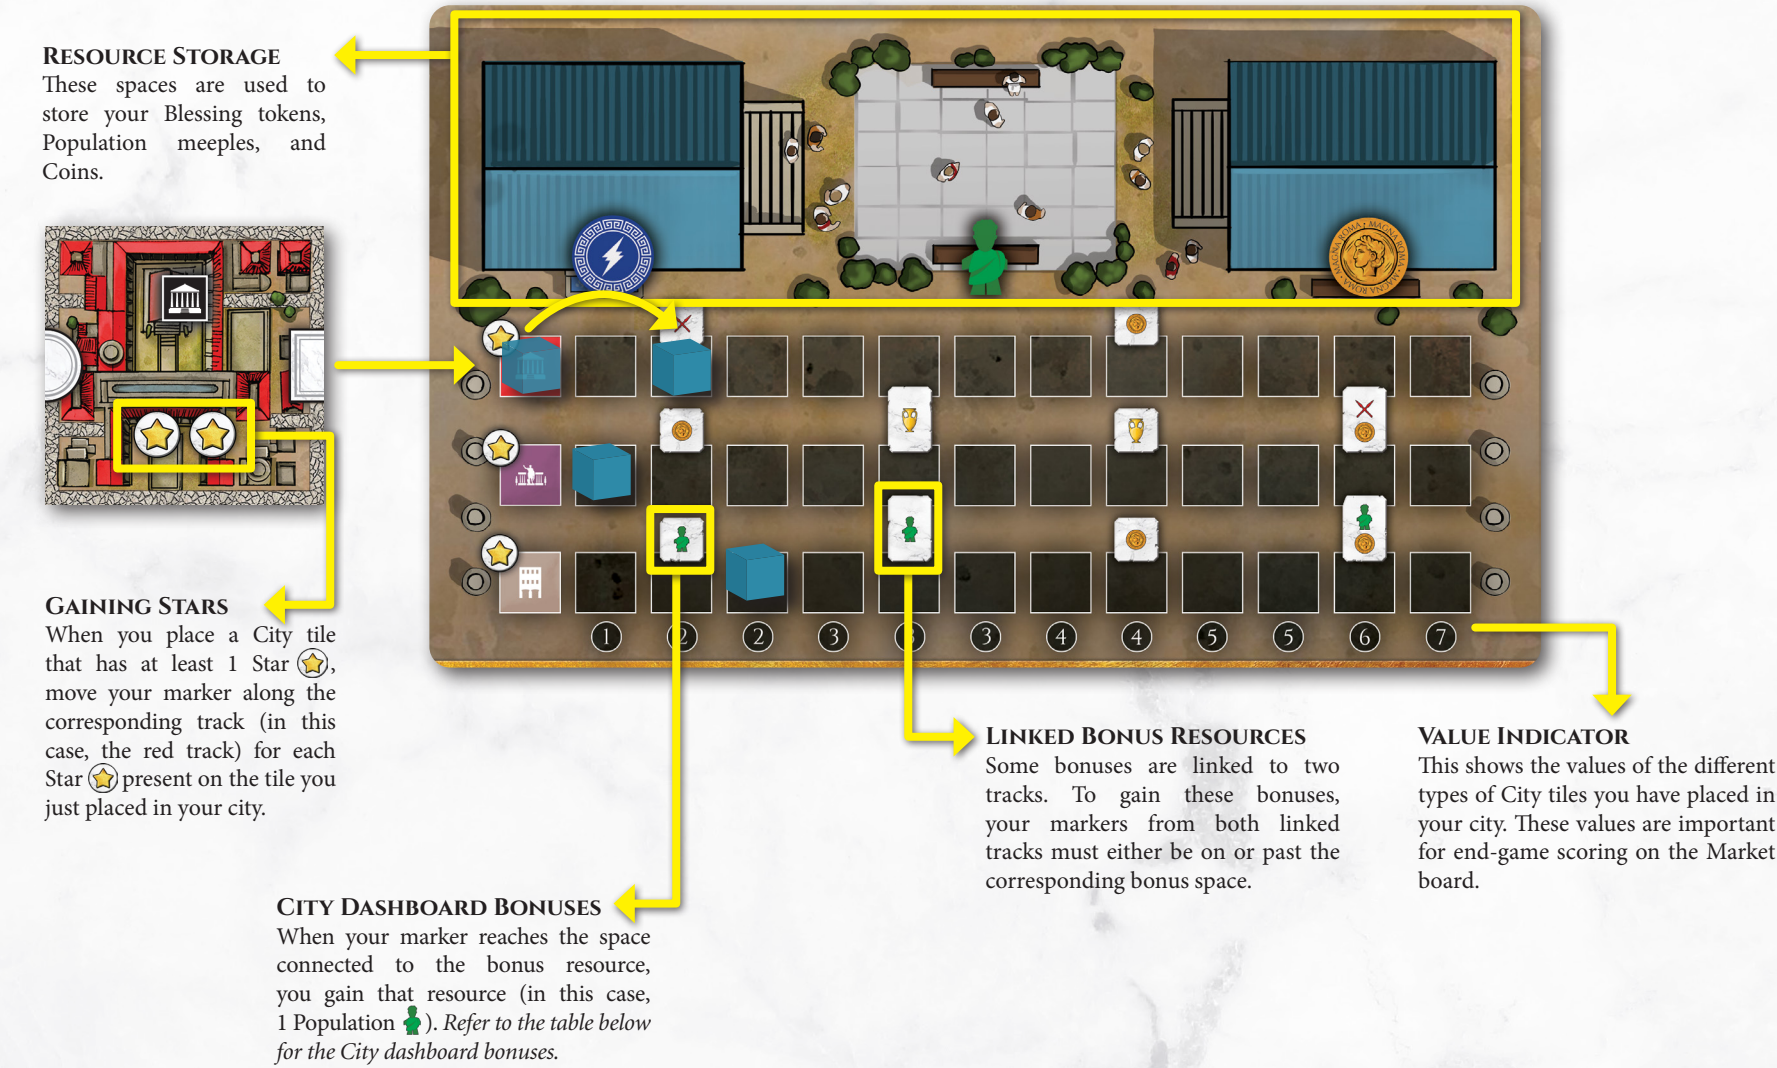 RESOURCE STORAGE
These spaces are used to
store your Blessing tokens,
Population meeples, and
Coins.
MAGNA ROMA • MAGNA ROMA •
GAINING STARS
When you place a City tile
that has at least 1 Star ,
move your marker along the
corresponding track (in this
case, the red track) for each
Star present on the tile you
just placed in your city.
1 2 2 3 3 3 4 4 5 5 6 7
CITY DASHBOARD BONUSES
When your marker reaches the space
connected to the bonus resource,
you gain that resource (in this case,
1 Population ). Refer to the table below
for the City dashboard bonuses.
LINKED BONUS RESOURCES
Some bonuses are linked to two
tracks. To gain these bonuses,
your markers from both linked
tracks must either be on or past the
corresponding bonus space.
VALUE INDICATOR
This shows the values of the different
types of City tiles you have placed in
your city. These values are important
for end-game scoring on the Market
board.